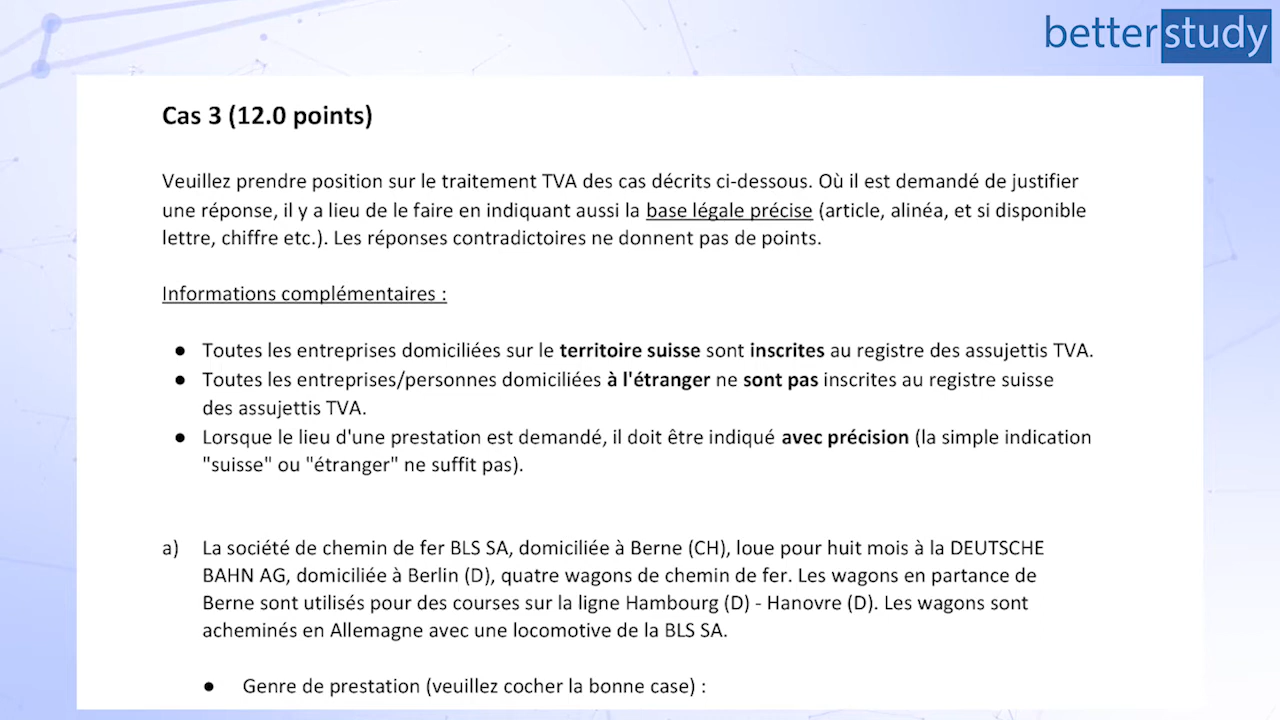 betterstudy
Cas 3 (12.0 points)
Veuillez prendre position sur le traitement TVA des cas décrits ci-dessous. Où il est demandé de justifier
une réponse, il y a lieu de le faire en indiquant aussi la base légale précise (article, alinéa, et si disponible
lettre, chiffre etc.). Les réponses contradictoires ne donnent pas de points.
Informations complémentaires :
● Toutes les entreprises domiciliées sur le territoire suisse sont inscrites au registre des assujettis TVA.
● Toutes les entreprises/personnes domiciliées à l'étranger ne sont pas inscrites au registre suisse
des assujettis TVA.
● Lorsque le lieu d'une prestation est demandé, il doit être indiqué avec précision (la simple indication
"suisse" ou "étranger" ne suffit pas).
a) La société de chemin de fer BLS SA, domiciliée à Berne (CH), loue pour huit mois à la DEUTSCHE
BAHN AG, domiciliée à Berlin (D), quatre wagons de chemin de fer. Les wagons en partance de
Berne sont utilisés pour des courses sur la ligne Hambourg (D) - Hanovre (D). Les wagons sont
acheminés en Allemagne avec une locomotive de la BLS SA.
● Genre de prestation (veuillez cocher la bonne case) :